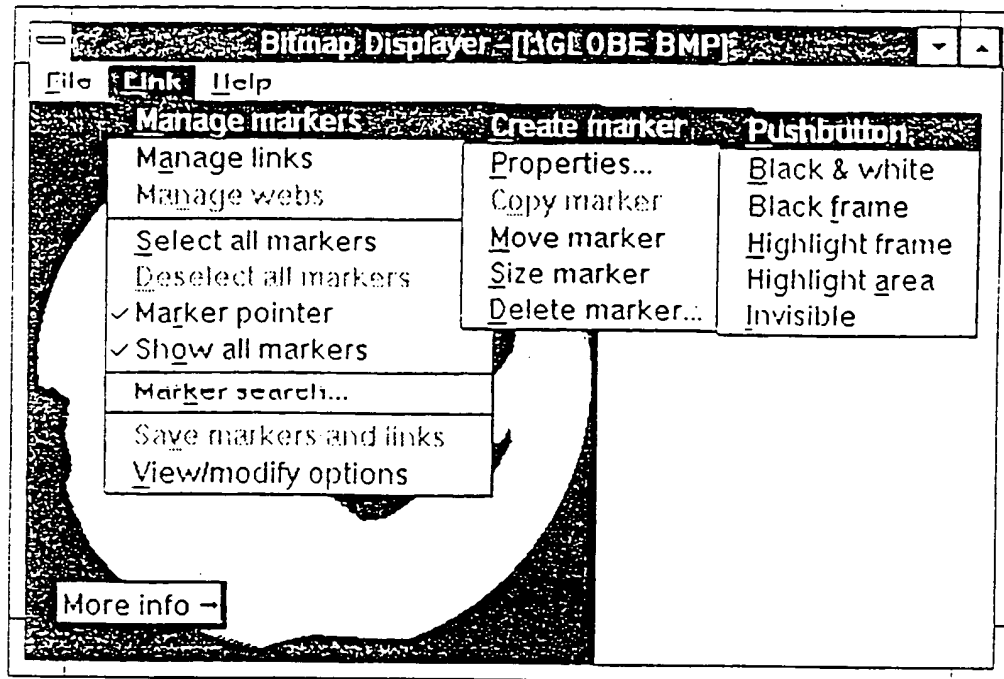 Bitmap Displayer -[IAGLOBE BMP]
File Link Help
Manage markers
Manage links
Manage webs
Select all markers
Deselect all markers
✓ Marker pointer
✓ Show all markers
Marker search...
Save markers and links
View/modify options
Create marker
Properties...
Copy marker
Move marker
Size marker
Delete marker...
Pushbutton
Black & white
Black frame
Highlight frame
Highlight area
Invisible
More info →